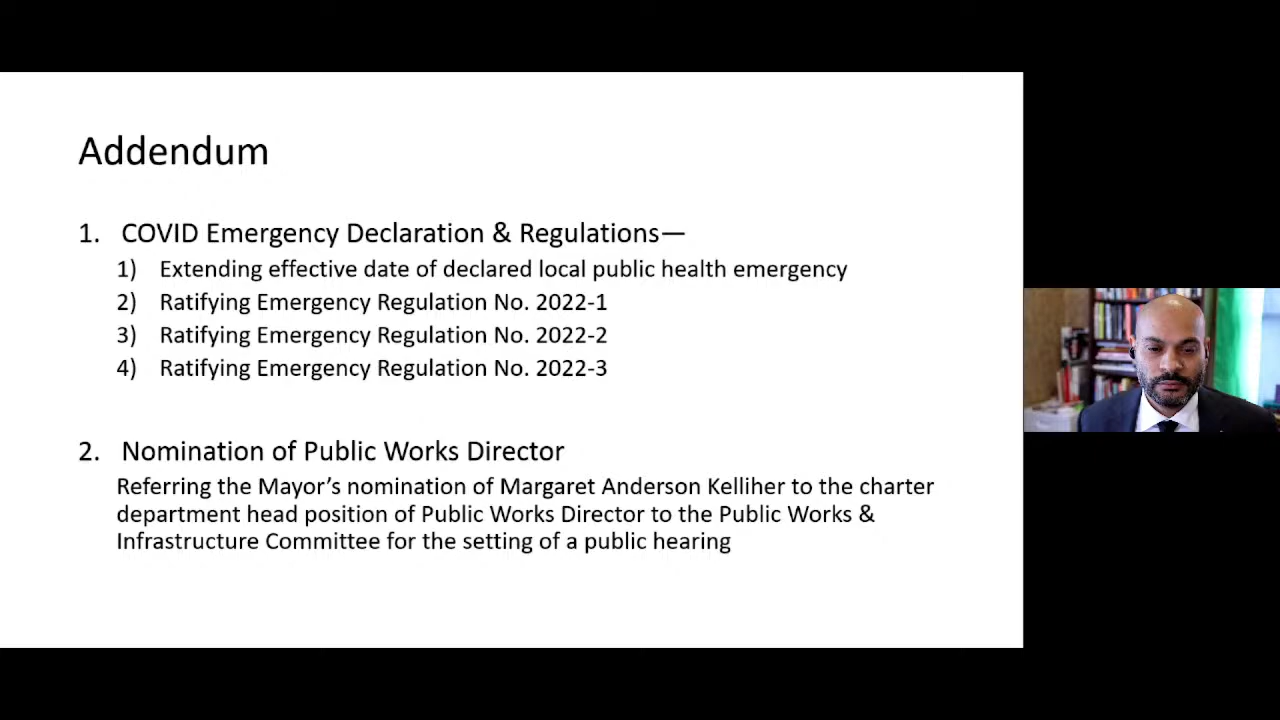 Addendum
1. COVID Emergency Declaration & Regulations—
1) Extending effective date of declared local public health emergency
2) Ratifying Emergency Regulation No. 2022-1
3) Ratifying Emergency Regulation No. 2022-2
4) Ratifying Emergency Regulation No. 2022-3
2. Nomination of Public Works Director
Referring the Mayor’s nomination of Margaret Anderson Kelliher to the charter
department head position of Public Works Director to the Public Works &
Infrastructure Committee for the setting of a public hearing